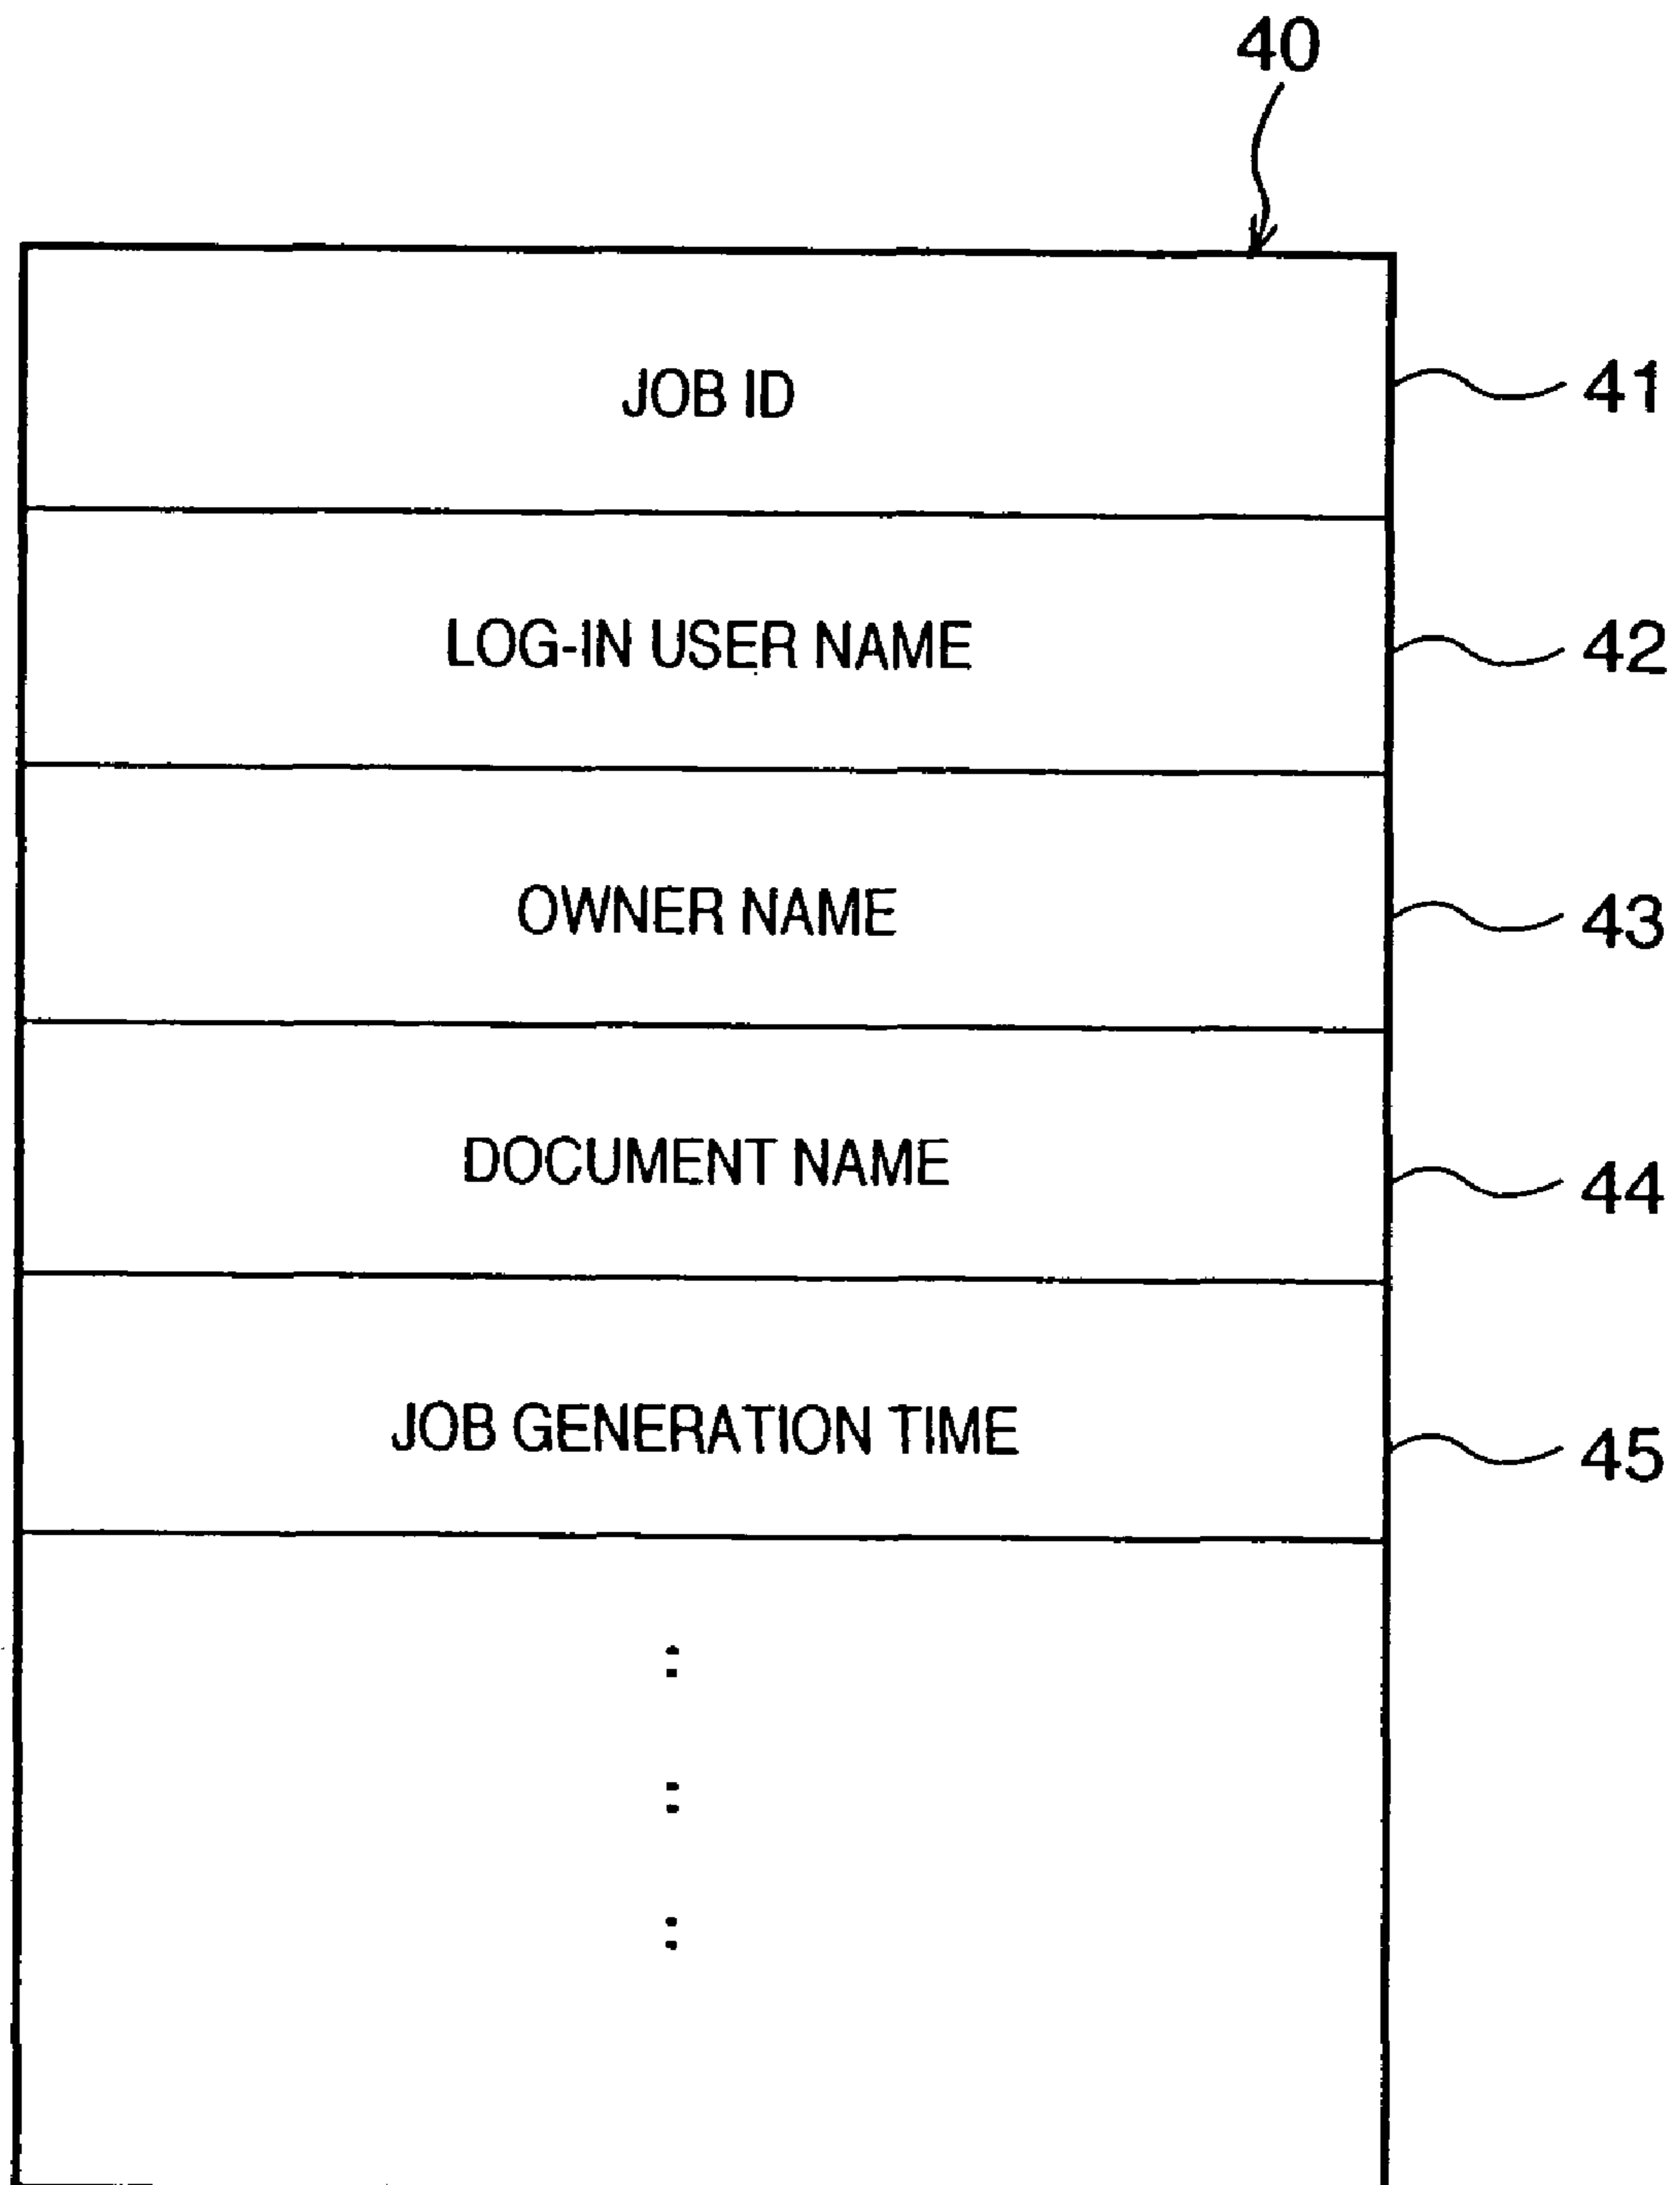 40
JOB ID 41
LOG-IN USER NAME 42
OWNER NAME 43
DOCUMENT NAME 44
JOB GENERATION TIME 45
:
:
: